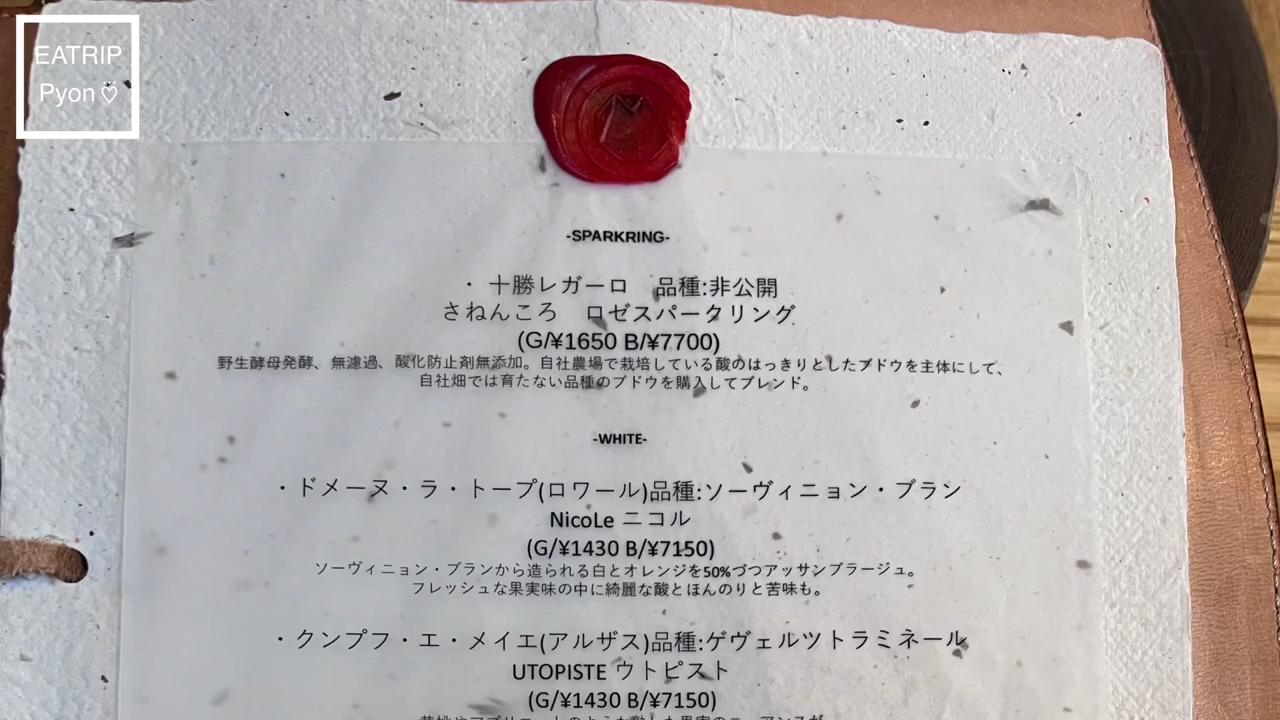 EATRIP
Pyon♡
-SPARKRING-
・十勝レガーロ　品種:非公開
さねんころ　ロゼスパークリング
(G/¥1650 B/¥7700)
野生酵母発酵、無濾過、酸化防止剤無添加。自社農場で栽培している酸のはっきりとしたブドウを主体にして、
自社畑では育たない品種のブドウを購入してブレンド。
-WHITE-
・ドメーヌ・ラ・トープ(ロワール)品種:ソーヴィニョン・ブラン
NicoLe ニコル
(G/¥1430 B/¥7150)
ソーヴィニョン・ブランから造られる白とオレンジを50%づつアッサンブラージュ。
フレッシュな果実味の中に綺麗な酸とほんのりと苦味も。
・クンプフ・エ・メイエ(アルザス)品種:ゲヴェルツトラミネール
UTOPISTE ウトピスト
(G/¥1430 B/¥7150)